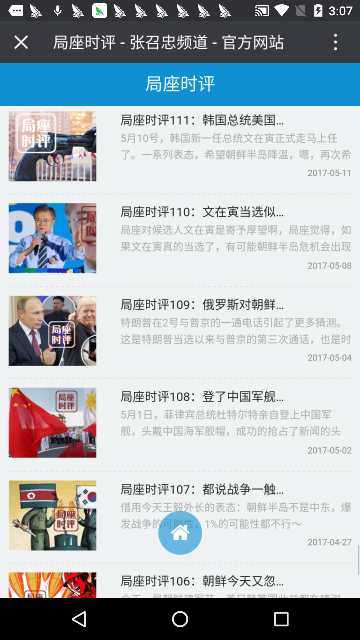 3:07
局座时评 - 张召忠频道 - 官方网站
局座时评
局座时评
局座时评111：韩国总统美国...
5月10号，韩国新一任总统文在寅正式走马上任
了。一系列表态，希望朝鲜半岛降温，嗯，再次希
2017-05-11
局座时评110：文在寅当选似...
局座对候选人文在寅是寄予厚望啊，局座觉得，如
果文在寅真的当选了，有可能朝鲜半岛危机会出现
2017-05-08
局座时评
局座时评109：俄罗斯对朝鲜...
特朗普在2号与普京的一通电话引起了更多猜测。
这是特朗普当选以来与普京的第三次通话，也是时
2017-05-04
局座时评
局座时评108：登了中国军舰...
5月1日，菲律宾总统杜特尔特亲自登上中国军
舰，头戴中国海军舰帽，成功的抢占了新闻的头
2017-05-02
局座时评
局座时评107：都说战争一触...
借用今天王毅外长的表态：朝鲜半岛不是中东，爆
发战争的可能性，1%的可能性都不行～
2017-04-27
局座时评106：朝鲜今天又忽...